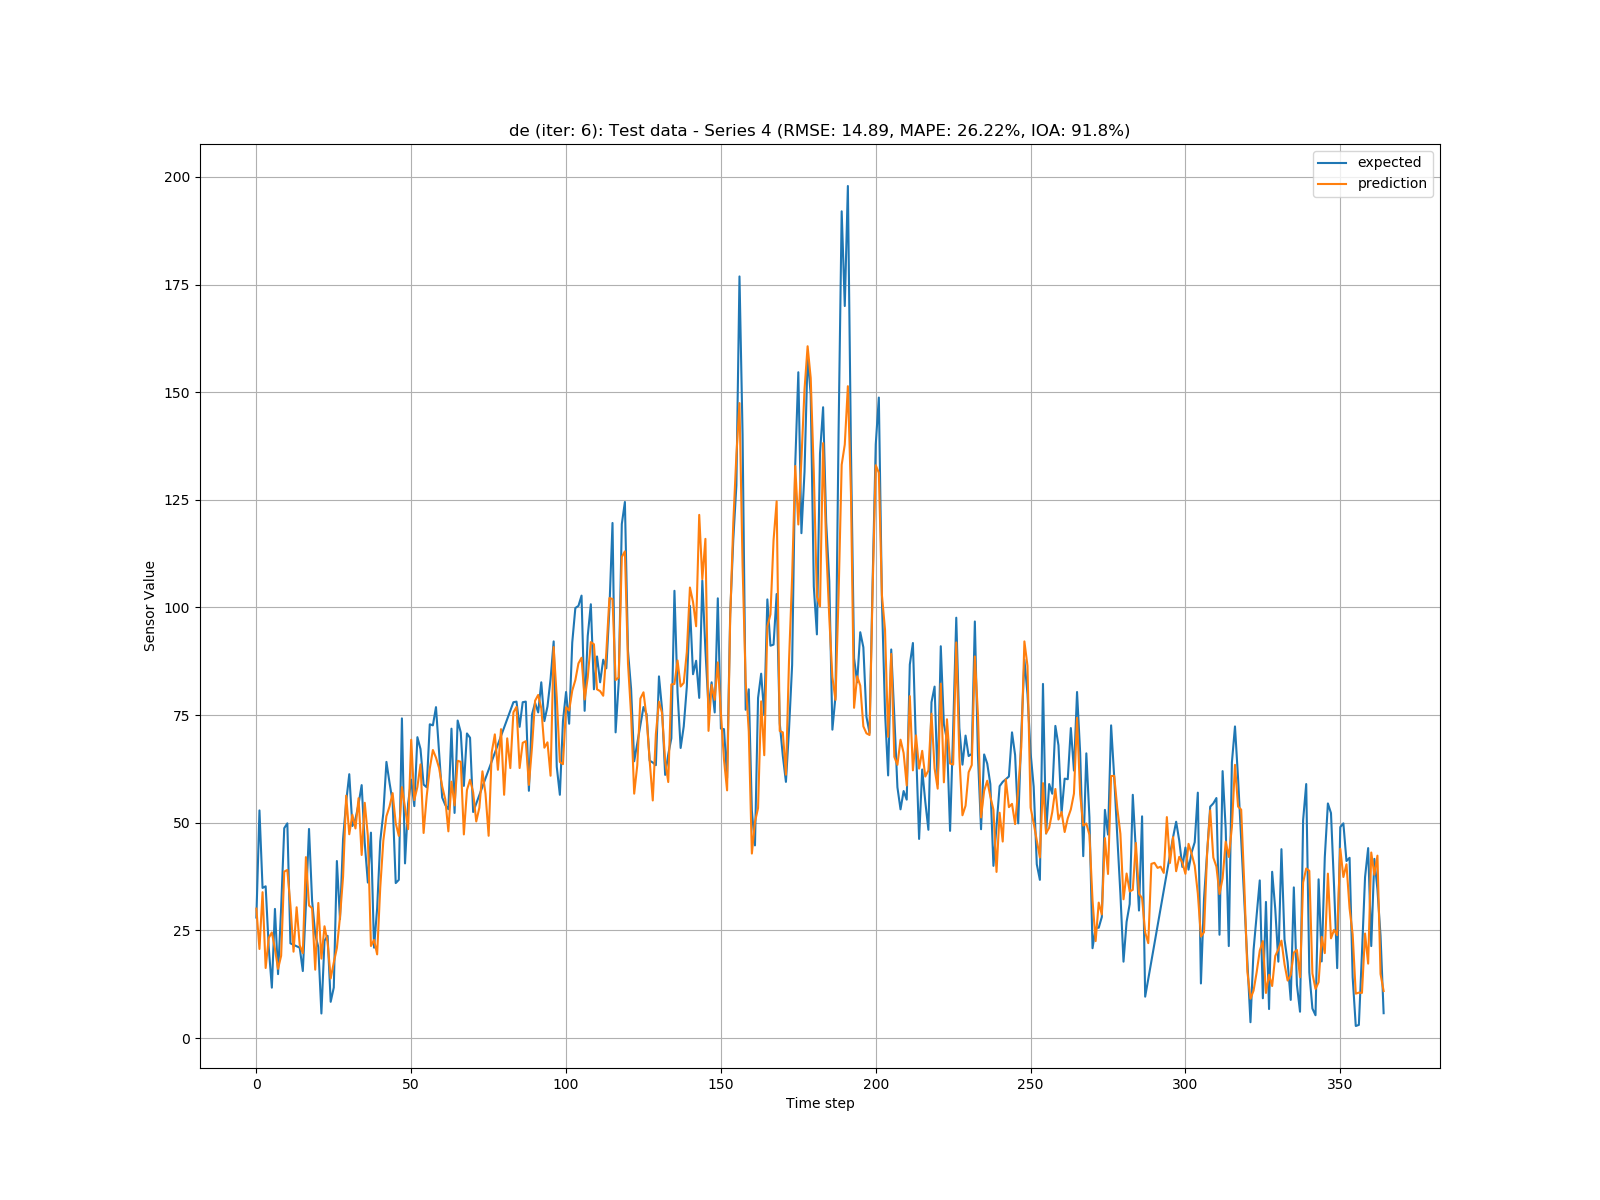 de (iter: 6): Test data - Series 4 (RMSE: 14.89, MAPE: 26.22%, IOA: 91.8%)
expected
prediction
200
175
150
125
100
75
50
25
0
Sensor Value
0 50 100 150 200 250 300 350
Time step